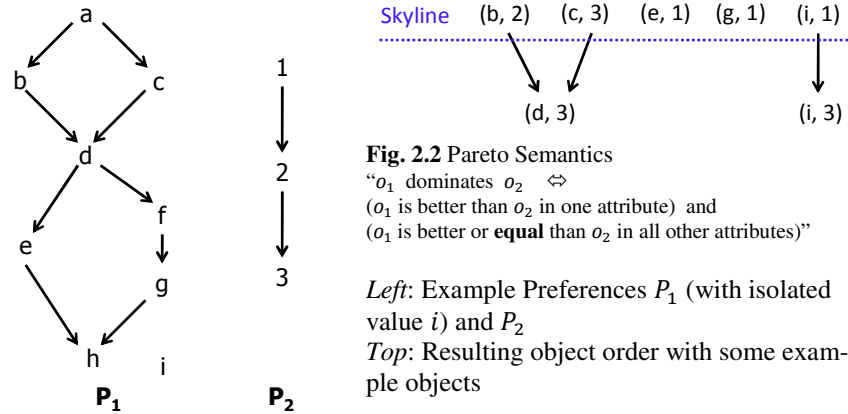 a
b c
d
f
e
g
h
i
P₁
1
2
3
P₂
Skyline (b, 2) (c, 3) (e, 1) (g, 1) (i, 1)
(d, 3) (i, 3)
Fig. 2.2 Pareto Semantics
“o₁ dominates o₂ ⇔
(o₁ is better than o₂ in one attribute) and
(o₁ is better or equal than o₂ in all other attributes)”
Left: Example Preferences P₁ (with isolated
value i) and P₂
Top: Resulting object order with some exam-
ple objects